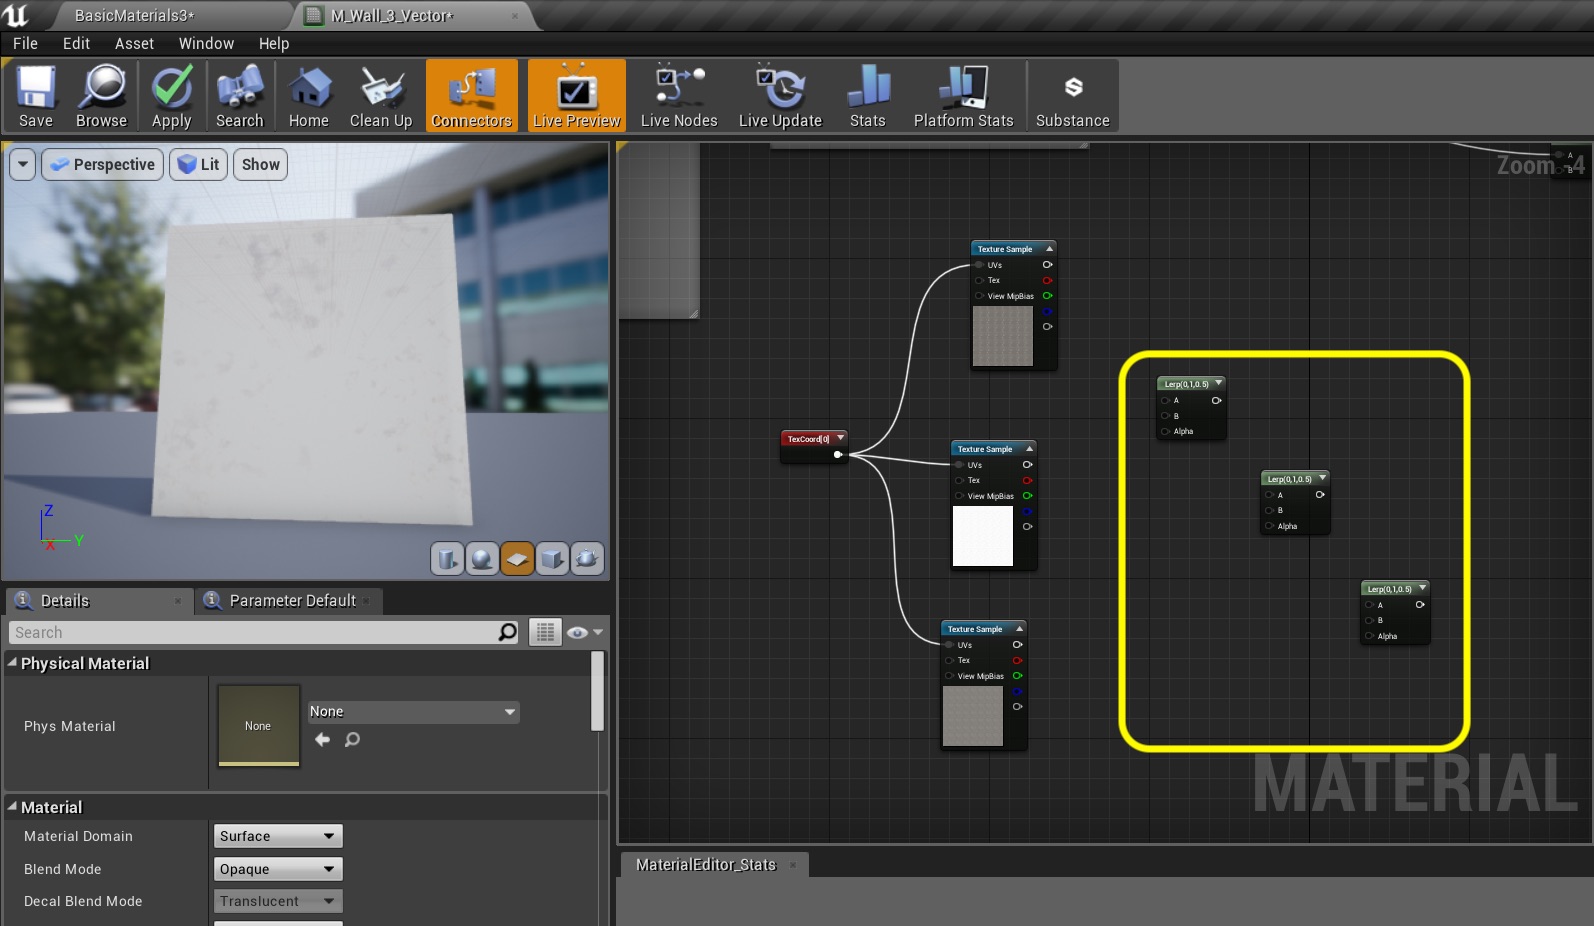 BasicMaterials3*
M_Wall_3_Vector*
File Edit Asset Window Help
Save Browse Apply Search Home Clean Up Connectors Live Preview Live Nodes Live Update Stats Platform Stats Substance
Perspective Lit Show
Zoom -4
A
B
Texture Sample
UVs
Tex
View MipBias
Lerp(0,1,0.5)
A
B
Alpha
TexCoord[0]
Texture Sample
UVs
Tex
View MipBias
Lerp(0,1,0.5)
A
B
Alpha
Lerp(0,1,0.5)
A
B
Alpha
Texture Sample
UVs
Tex
View MipBias
Z
X
Y
MATERIAL
Details
Parameter Default
Search
Physical Material
Phys Material
None
None
Material
Material Domain
Surface
Blend Mode
Opaque
Decal Blend Mode
Translucent
MaterialEditor_Stats